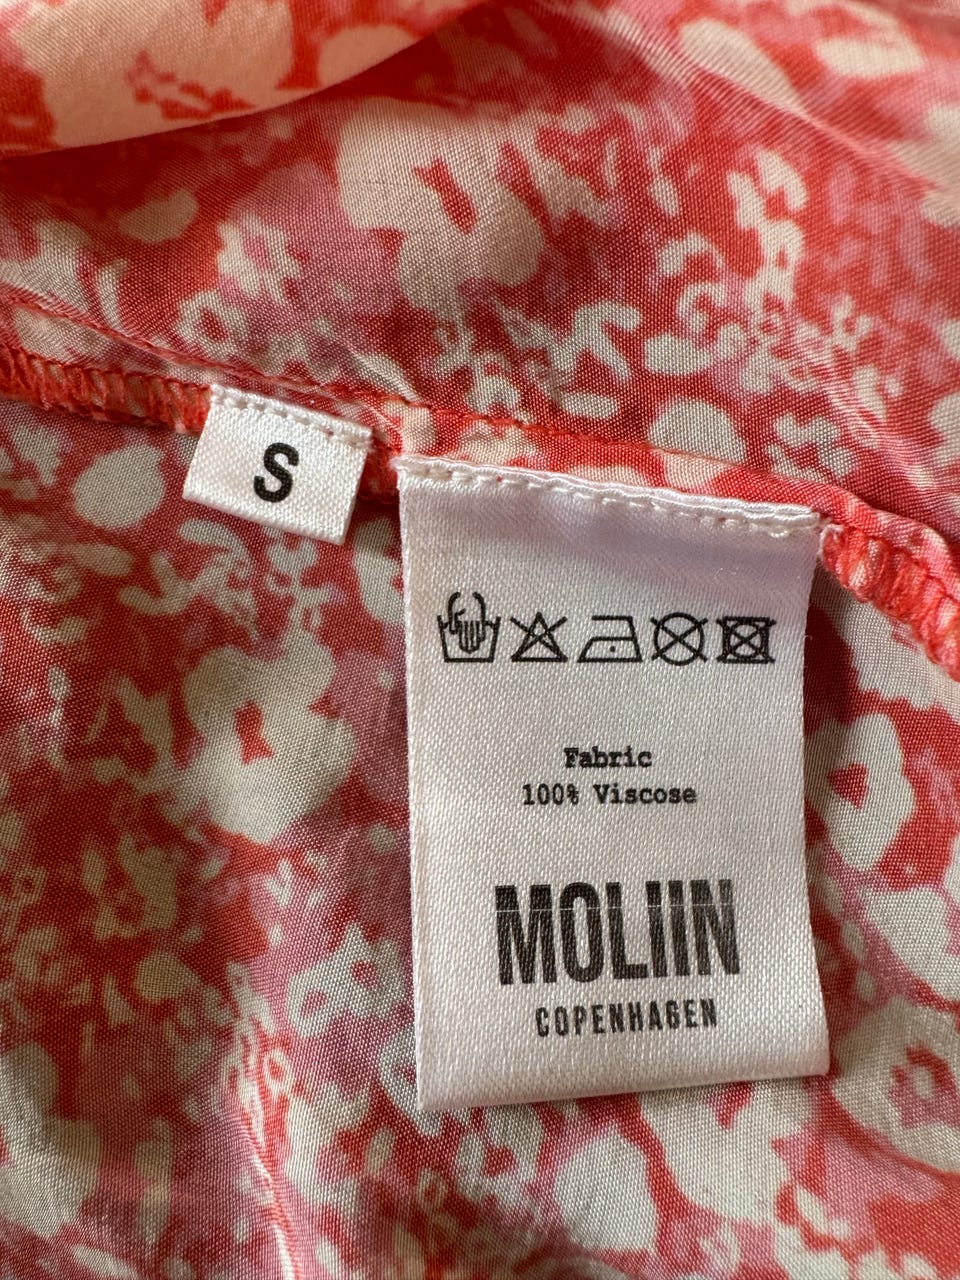 S
Fabric
100% Viscose
MOLIIN
COPENHAGEN